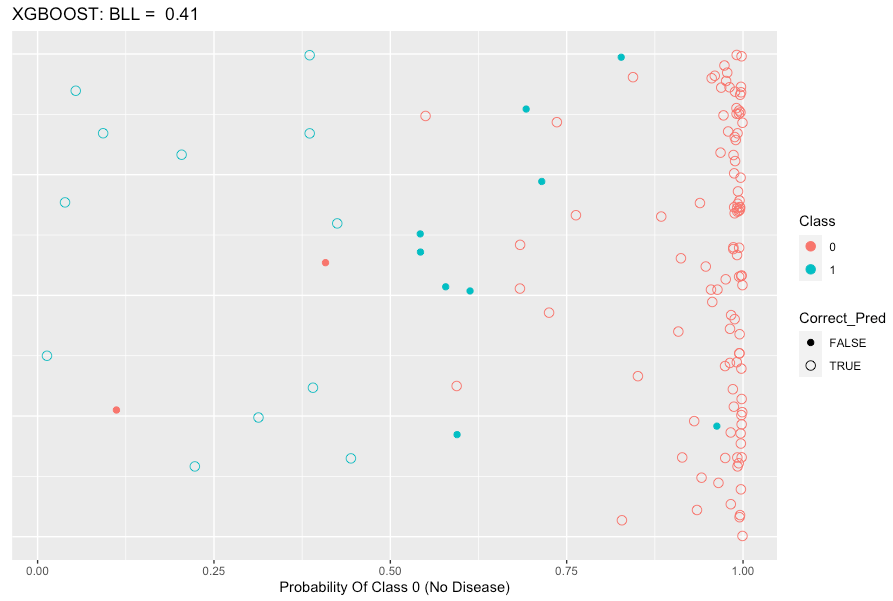 XGBOOST: BLL =  0.41
Class
0
1
Correct_Pred
FALSE
TRUE
0.00 0.25 0.50 0.75 1.00
Probability Of Class 0 (No Disease)